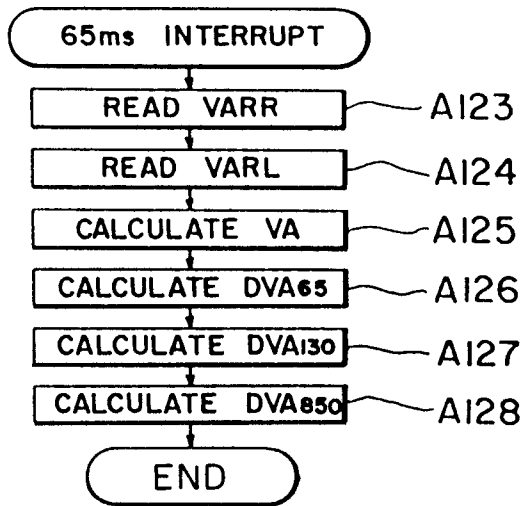 65ms INTERRUPT
READ VARR A123
READ VARL A124
CALCULATE VA A125
CALCULATE DVA65 A126
CALCULATE DVA130 A127
CALCULATE DVA850 A128
END